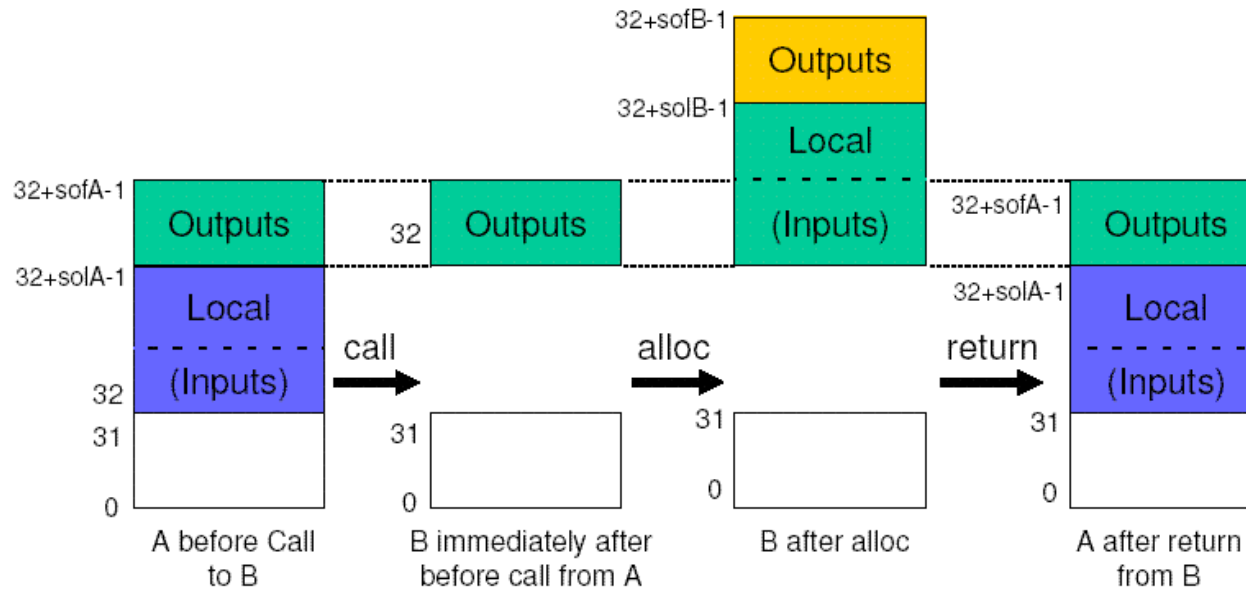 32+sofB-1
Outputs
32+solB-1
Local
(Inputs)
32+sofA-1
Outputs
32+solA-1
Local
(Inputs)
32
31
0
32
Outputs
31
0
31
0
32+sofA-1
Outputs
32+solA-1
Local
(Inputs)
31
0
call
alloc
return
A before Call
to B
B immediately after
before call from A
B after alloc
A after return
from B